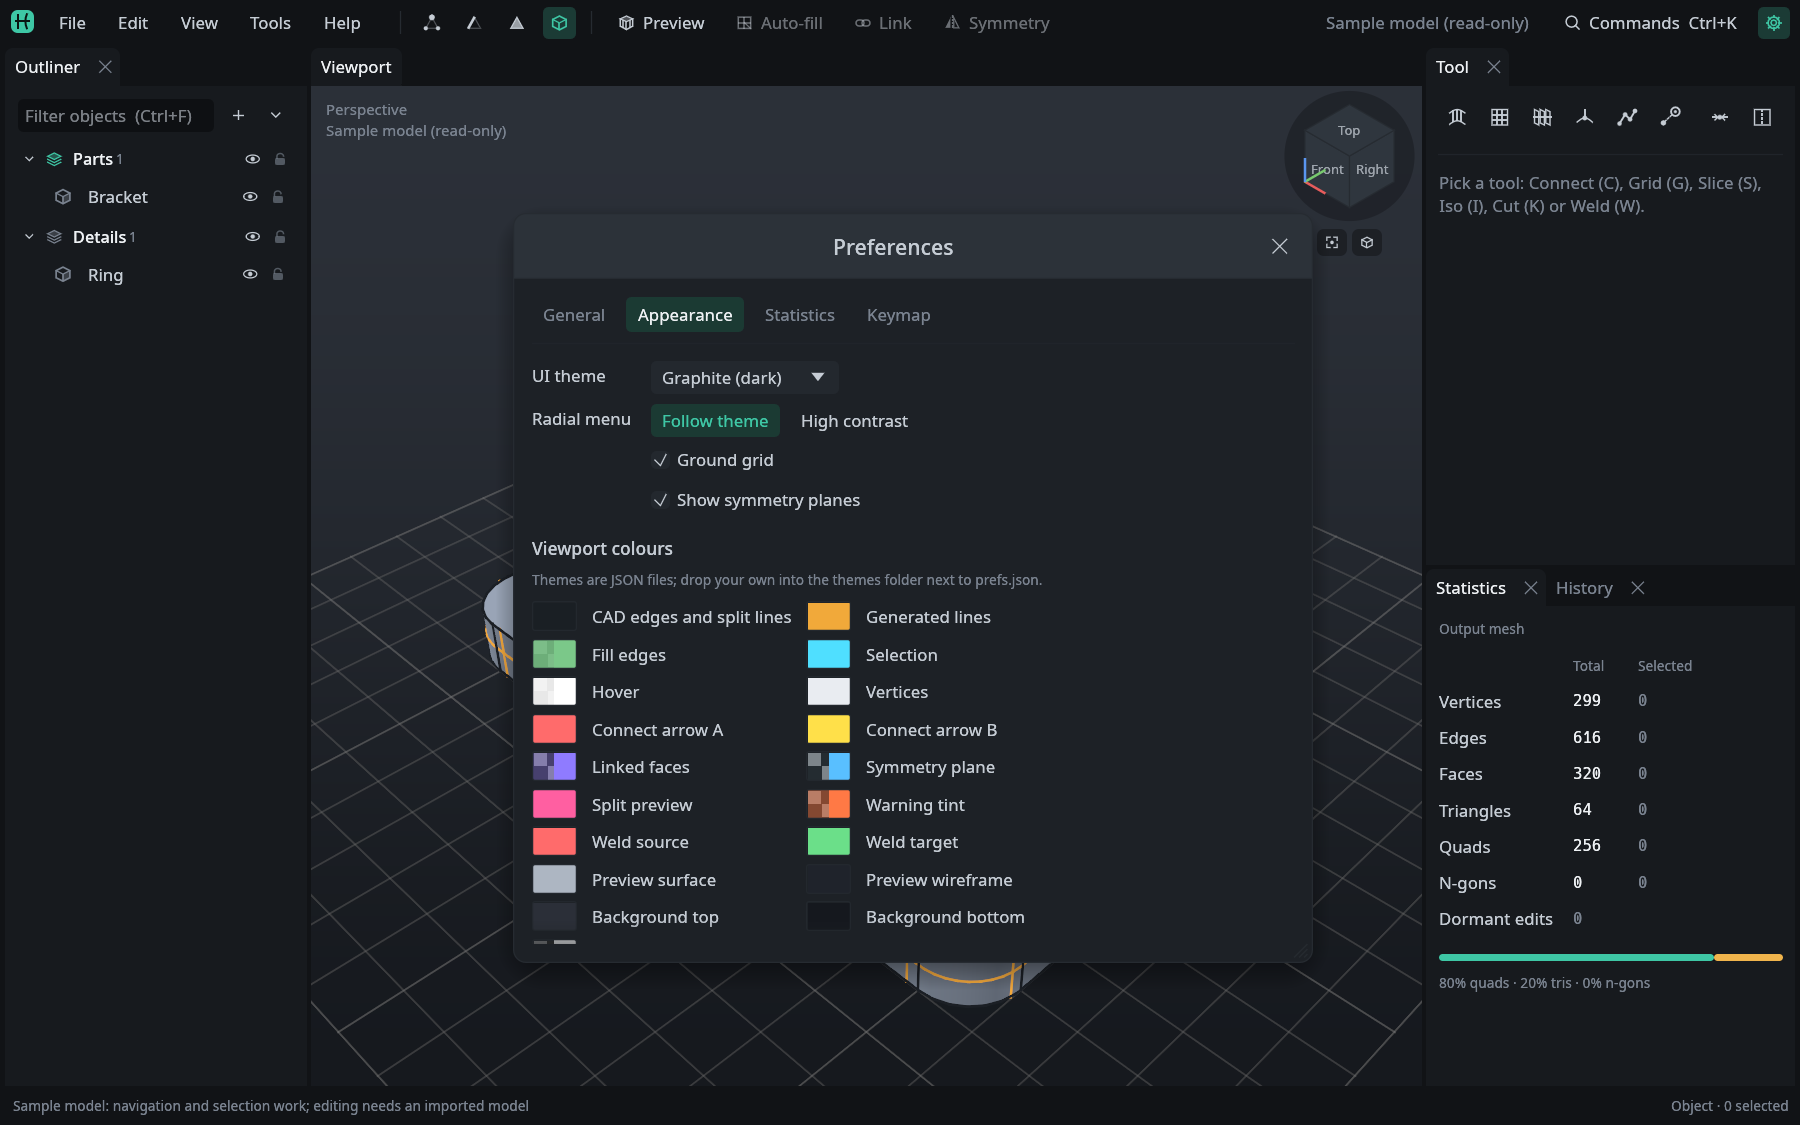 File Edit View Tools Help Preview Auto-fill Link Symmetry Sample model (read-only) Commands Ctrl+K
Outliner
Viewport
Tool
Filter objects (Ctrl+F)
Parts 1
Bracket
Details 1
Ring
Perspective
Sample model (read-only)
Top
Front Right
Pick a tool: Connect (C), Grid (G), Slice (S),
Iso (I), Cut (K) or Weld (W).
Preferences
General Appearance Statistics Keymap
UI theme Graphite (dark)
Radial menu Follow theme High contrast
Ground grid
Show symmetry planes
Viewport colours
Themes are JSON files; drop your own into the themes folder next to prefs.json.
CAD edges and split lines Generated lines
Fill edges Selection
Hover Vertices
Connect arrow A Connect arrow B
Linked faces Symmetry plane
Split preview Warning tint
Weld source Weld target
Preview surface Preview wireframe
Background top Background bottom
Statistics History
Output mesh
Total Selected
Vertices 299 0
Edges 616 0
Faces 320 0
Triangles 64 0
Quads 256 0
N-gons 0 0
Dormant edits 0
80% quads · 20% tris · 0% n-gons
Sample model: navigation and selection work; editing needs an imported model
Object · 0 selected